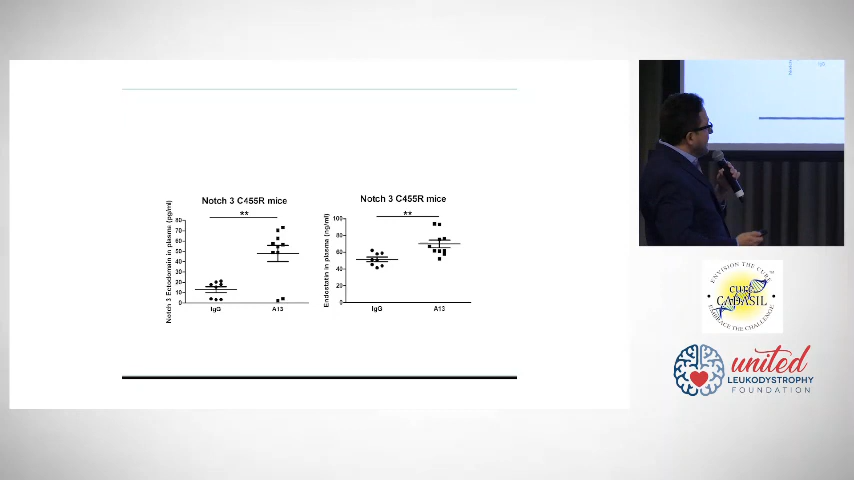 Notch 3 C455R mice
**
Notch 3 Ectodomain in plasma (pg/ml)
80
70
60
50
40
30
20
10
0
IgG
A13
Notch 3 C455R mice
**
Endostatin in plasma (ng/ml)
100
80
60
40
20
0
IgG
A13
ENVISION THE CURE
cure
CADASIL
EMBRACE THE CHALLENGE
united
LEUKODYSTROPHY
FOUNDATION